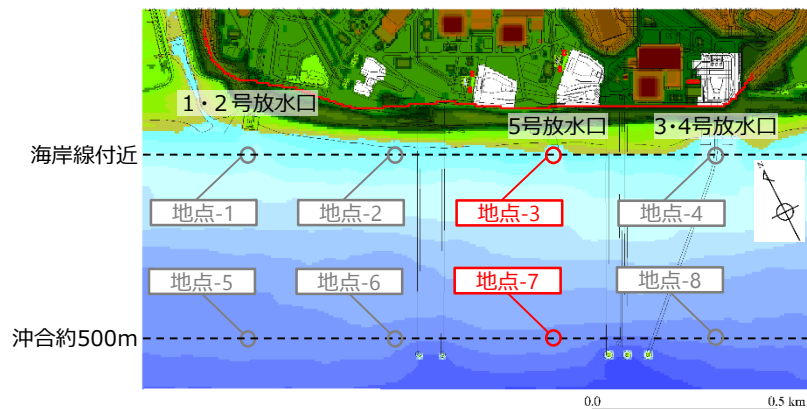 1・2号放水口
5号放水口
3・4号放水口
海岸線付近
地点-1
地点-2
地点-3
地点-4
N
地点-5
地点-6
地点-7
地点-8
沖合約500m
0.0
0.5 km